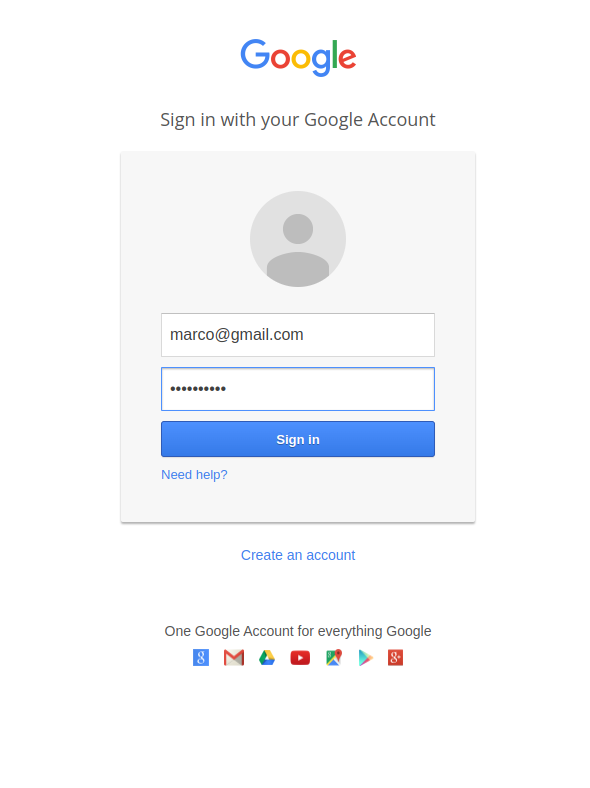 Google
Sign in with your Google Account
marco@gmail.com
••••••••••
Sign in
Need help?
Create an account
One Google Account for everything Google